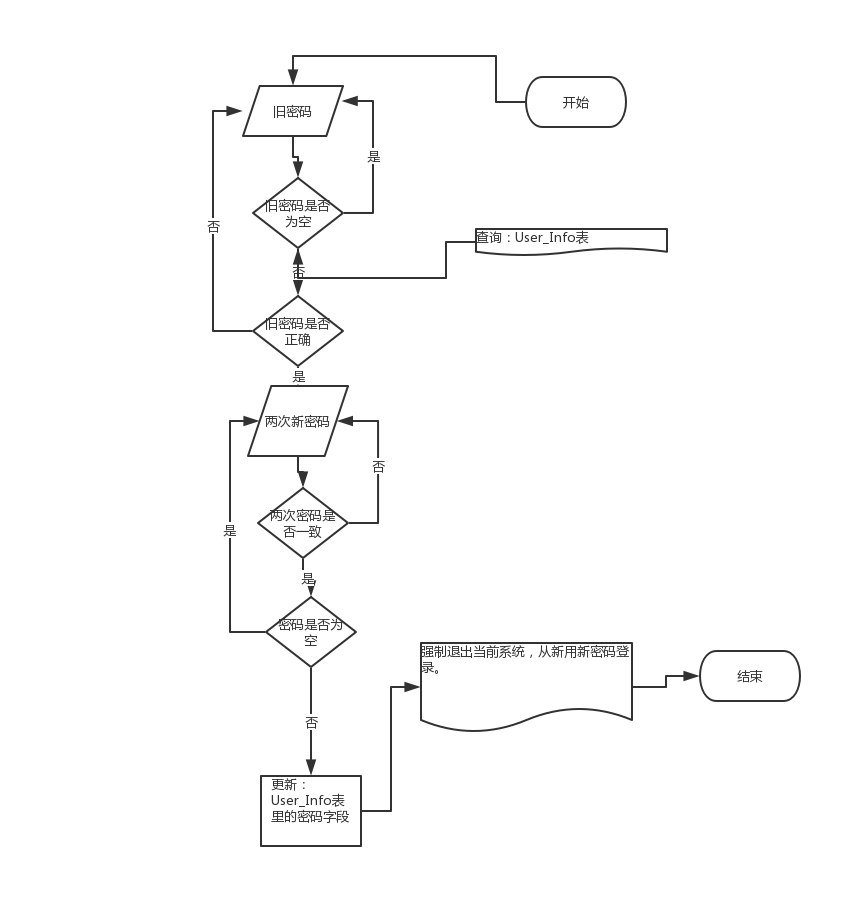 开始
旧密码
是
旧密码是否
为空
否
查询：User_Info表
否
旧密码是否
正确
是
两次新密码
否
两次密码是
否一致
是
是
密码是否为
空
强制退出当前系统，从新用新密码登
录。
结束
否
更新：
User_Info表
里的密码字段